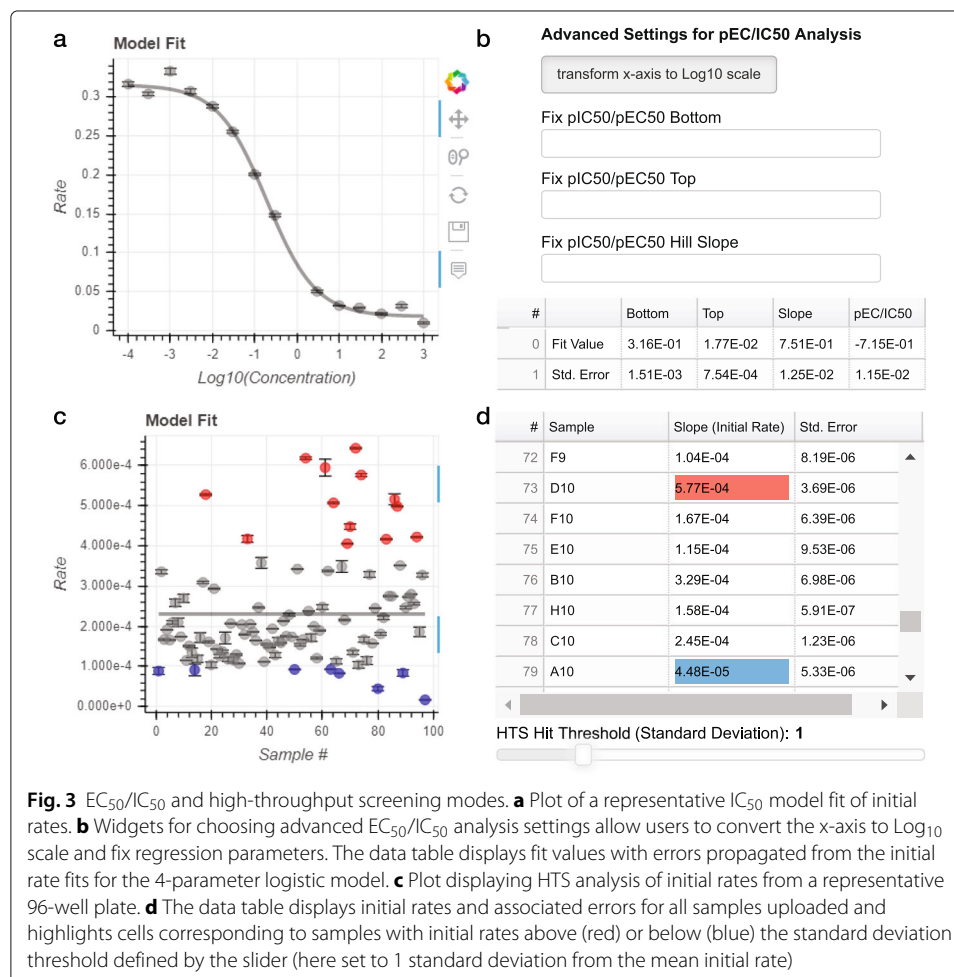 a
Model Fit
0.3
0.25
0.2
0.15
0.1
0.05
0
Rate
-4 -3 -2 -1 0 1 2 3
Log10(Concentration)
b
Advanced Settings for pEC/IC50 Analysis
transform x-axis to Log10 scale
Fix pIC50/pEC50 Bottom
Fix pIC50/pEC50 Top
Fix pIC50/pEC50 Hill Slope
# Bottom Top Slope pEC/IC50
0 Fit Value 3.16E-01 1.77E-02 7.51E-01 -7.15E-01
1 Std. Error 1.51E-03 7.54E-04 1.25E-02 1.15E-02
c
Model Fit
6.000e-4
5.000e-4
4.000e-4
3.000e-4
2.000e-4
1.000e-4
0.000e+0
Rate
0 20 40 60 80 100
Sample #
d
# Sample Slope (Initial Rate) Std. Error
72 F9 1.04E-04 8.19E-06
73 D10 5.77E-04 3.69E-06
74 F10 1.67E-04 6.39E-06
75 E10 1.15E-04 9.53E-06
76 B10 3.29E-04 6.98E-06
77 H10 1.58E-04 5.91E-07
78 C10 2.45E-04 1.23E-06
79 A10 4.48E-05 5.33E-06
HTS Hit Threshold (Standard Deviation): 1
Fig. 3 EC50/IC50 and high-throughput screening modes. a Plot of a representative IC50 model fit of initial
rates. b Widgets for choosing advanced EC50/IC50 analysis settings allow users to convert the x-axis to Log10
scale and fix regression parameters. The data table displays fit values with errors propagated from the initial
rate fits for the 4-parameter logistic model. c Plot displaying HTS analysis of initial rates from a representative
96-well plate. d The data table displays initial rates and associated errors for all samples uploaded and
highlights cells corresponding to samples with initial rates above (red) or below (blue) the standard deviation
threshold defined by the slider (here set to 1 standard deviation from the mean initial rate)